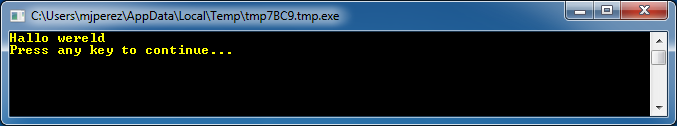 C:\Users\mjperez\AppData\Local\Temp\tmp7BC9.tmp.exe
Hallo wereld
Press any key to continue...